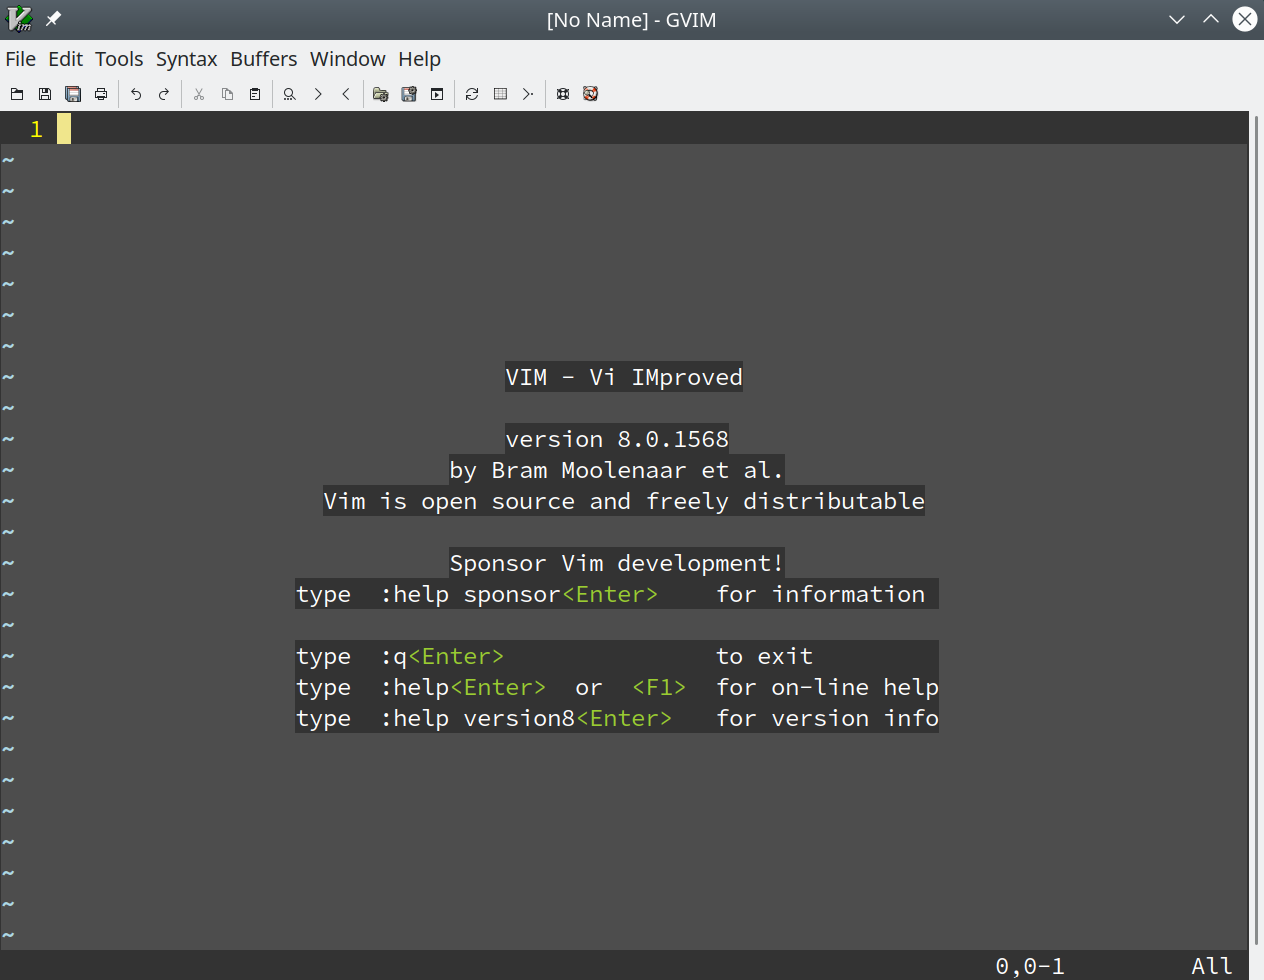 [No Name] - GVIM
File Edit Tools Syntax Buffers Window Help
1
~
~
~
~
~
~
~
~ VIM - Vi IMproved
~
~ version 8.0.1568
~ by Bram Moolenaar et al.
~ Vim is open source and freely distributable
~
~ Sponsor Vim development!
~ type  :help sponsor<Enter>    for information
~
~ type  :q<Enter>               to exit
~ type  :help<Enter>  or  <F1>  for on-line help
~ type  :help version8<Enter>   for version info
~
~
~
~
~
~
~
0,0-1 All